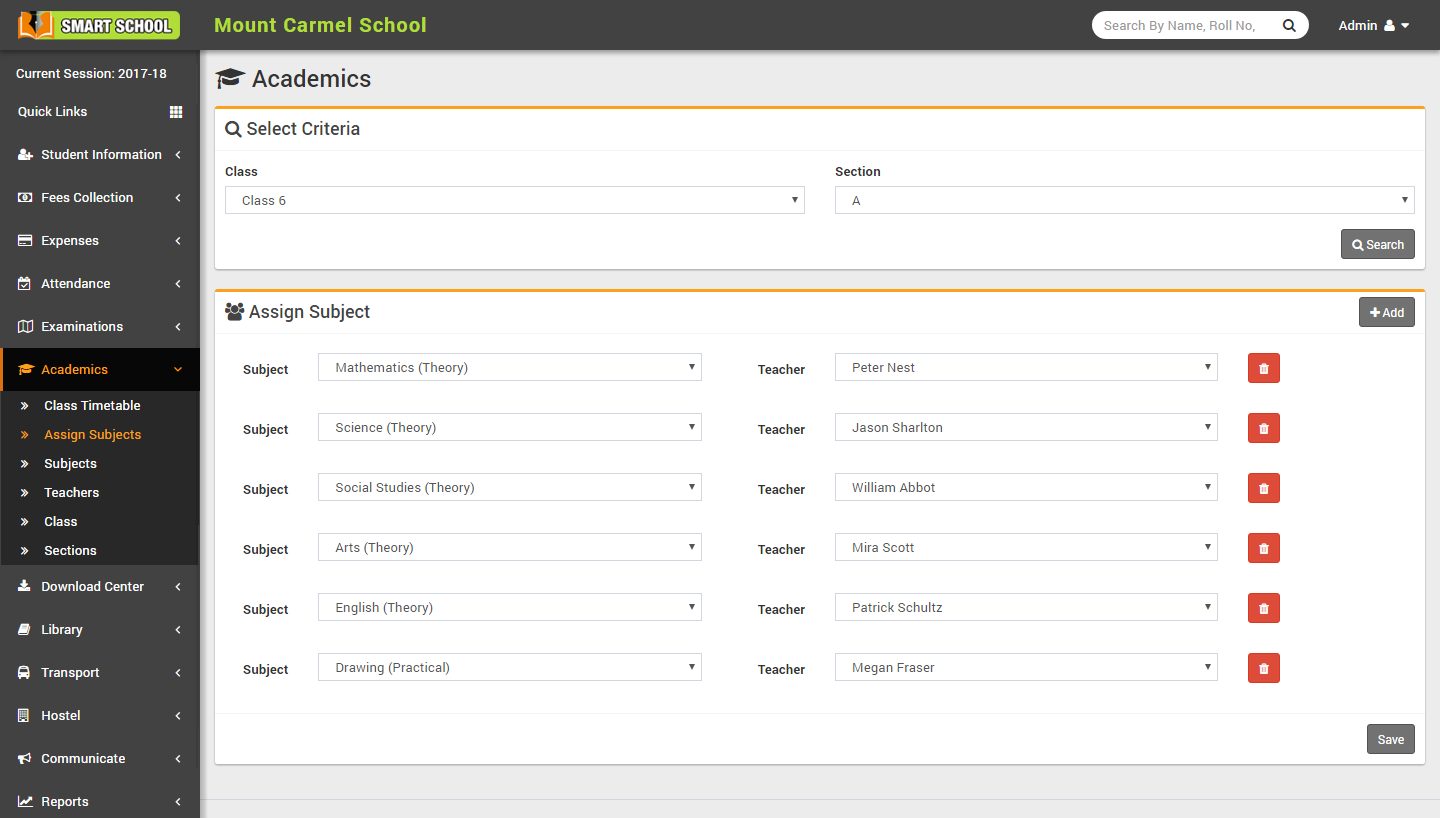 SMART SCHOOL
Mount Carmel School
Search By Name, Roll No,
Admin
Current Session: 2017-18
Quick Links
Student Information
Fees Collection
Expenses
Attendance
Examinations
Academics
Class Timetable
Assign Subjects
Subjects
Teachers
Class
Sections
Download Center
Library
Transport
Hostel
Communicate
Reports
Academics
Select Criteria
Class
Section
Class 6
A
Search
Assign Subject
Add
Subject Mathematics (Theory) Teacher Peter Nest
Subject Science (Theory) Teacher Jason Sharlton
Subject Social Studies (Theory) Teacher William Abbot
Subject Arts (Theory) Teacher Mira Scott
Subject English (Theory) Teacher Patrick Schultz
Subject Drawing (Practical) Teacher Megan Fraser
Save